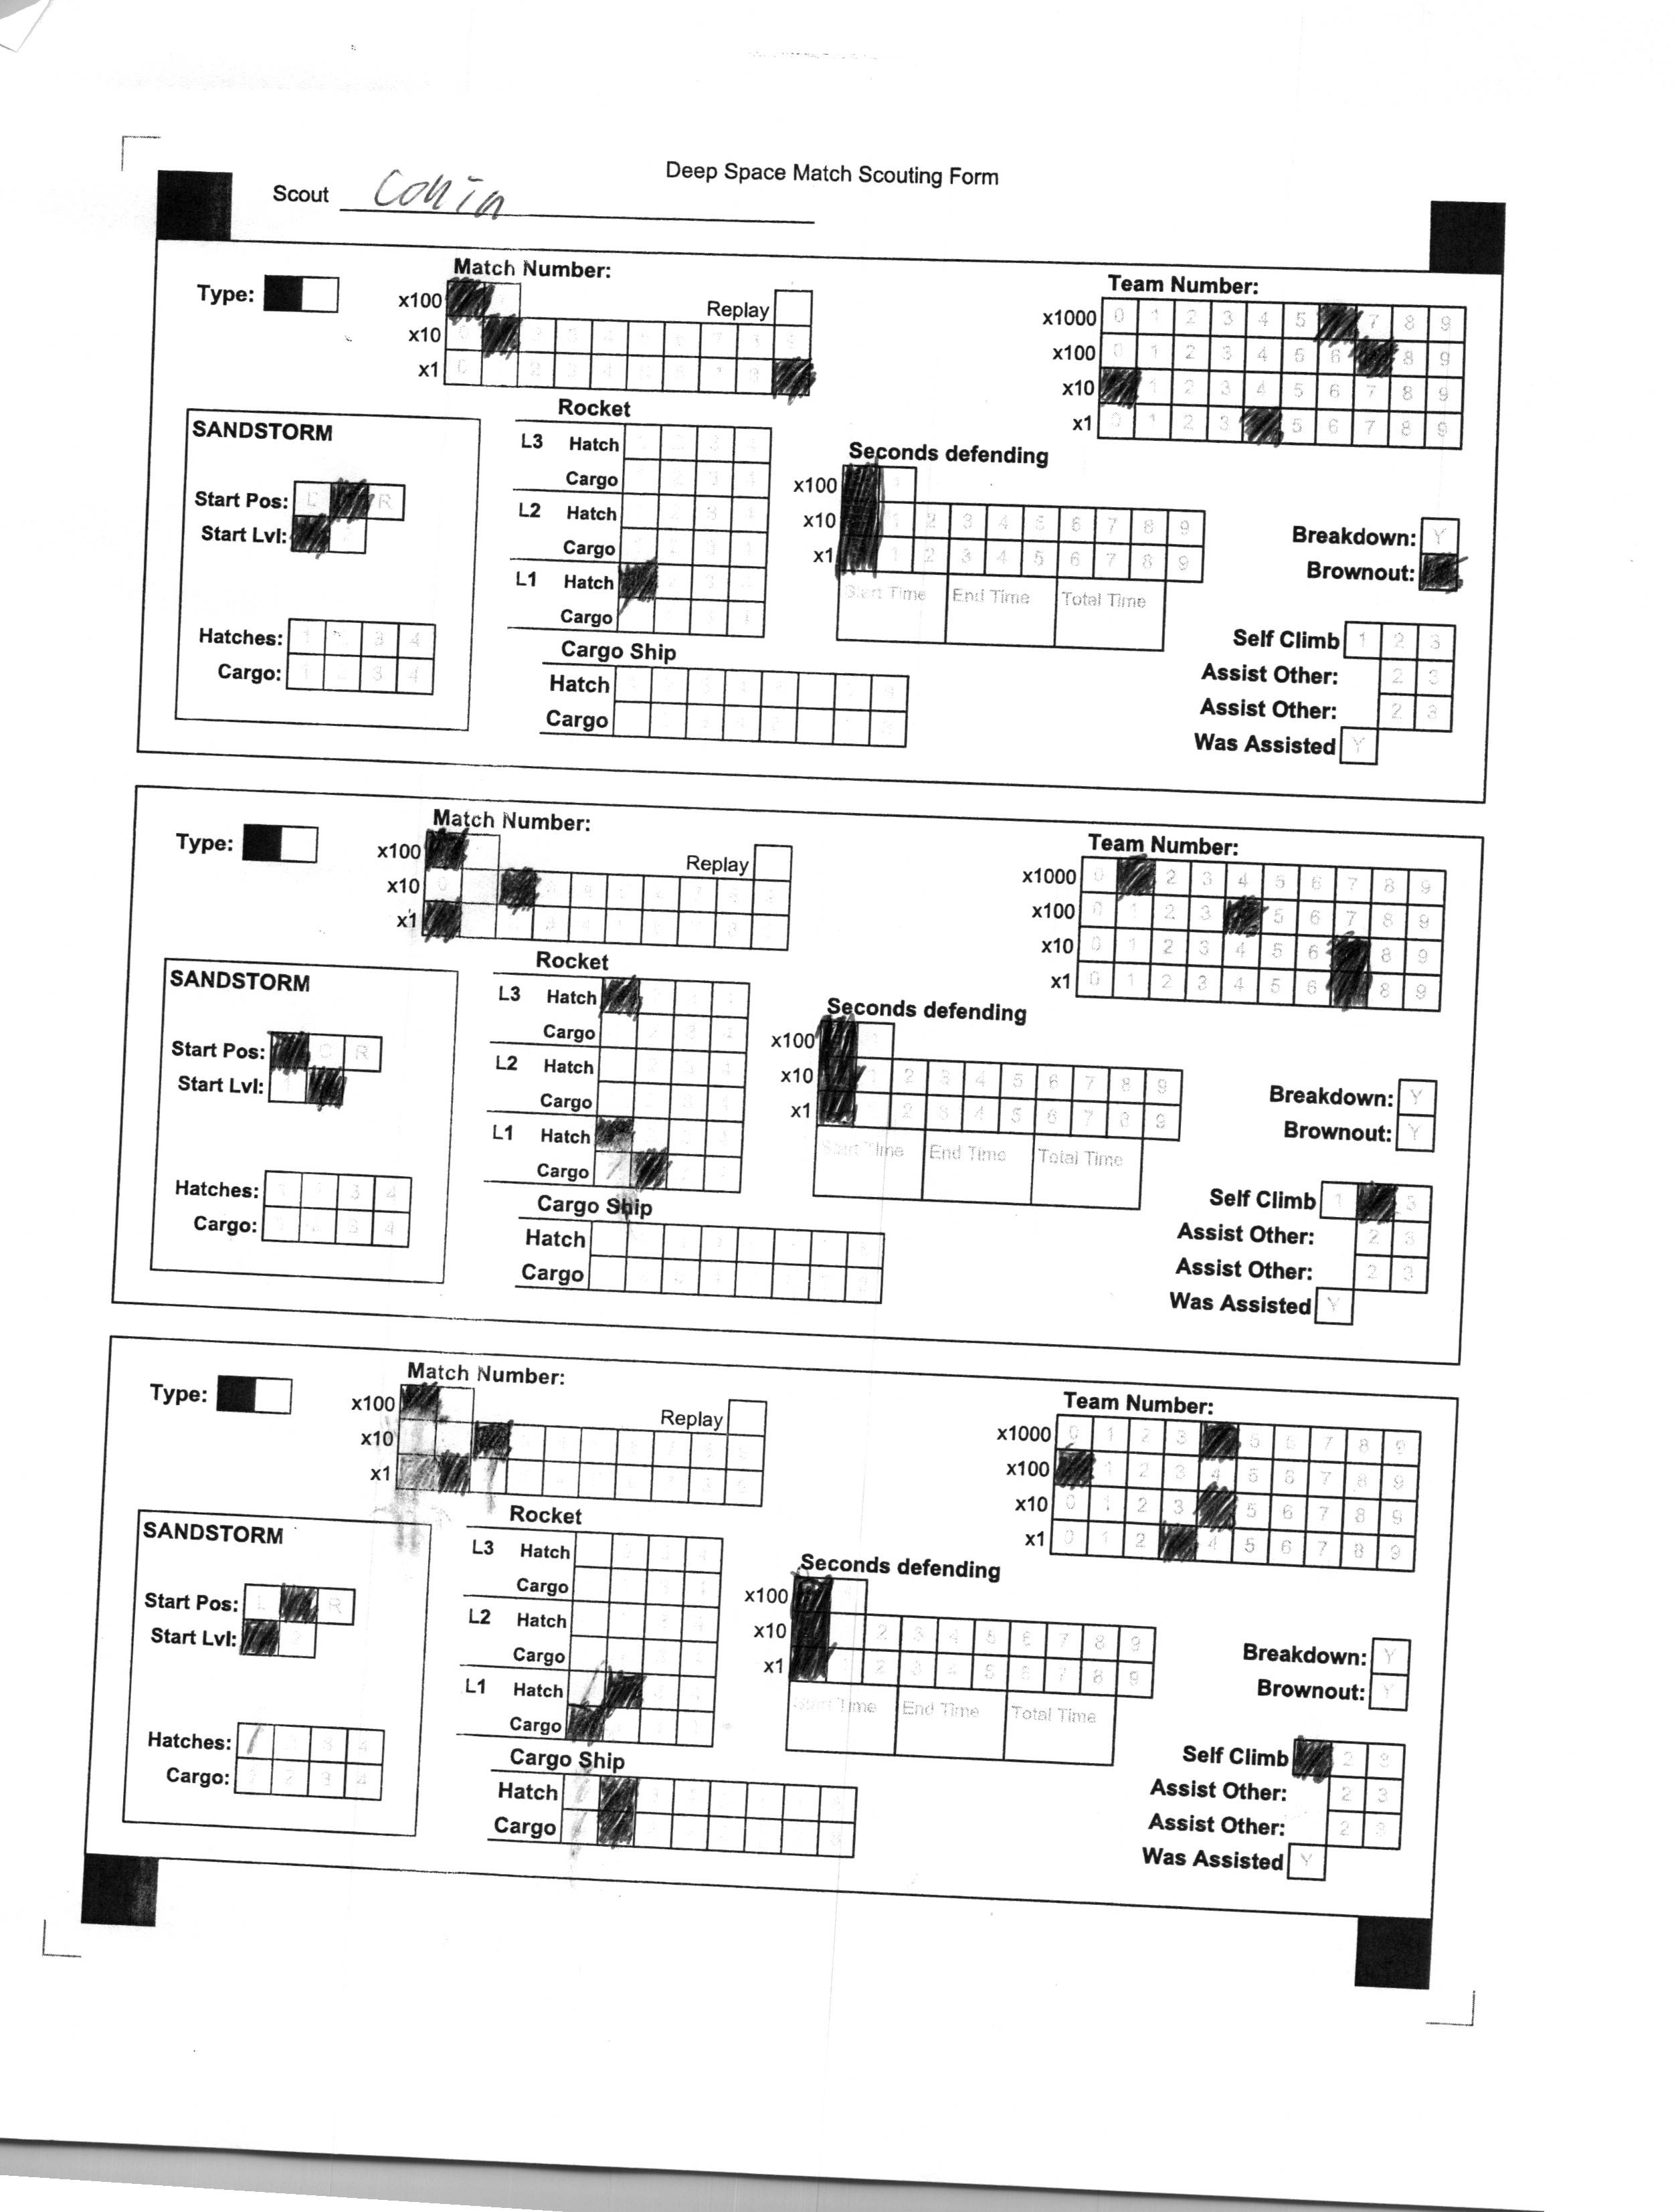 Deep Space Match Scouting Form
Scout
Type:
Match Number:
x100
Replay
x10
x1
Team Number:
x1000 0 1 2 3 4 5 7 8 9
x100 0 1 2 3 4 5 6 8 9
x10 1 2 3 4 5 6 7 8 9
x1 0 1 2 3 5 6 7 8 9
SANDSTORM
Start Pos: L R
Start Lvl:
Hatches: 1 2 3 4
Cargo: 1 2 3 4
Rocket
L3 Hatch
Cargo
L2 Hatch
Cargo
L1 Hatch
Cargo
Cargo Ship
Hatch
Cargo
Seconds defending
x100 1
x10 1 2 3 4 5 6 7 8 9
x1 1 2 3 4 5 6 7 8 9
Start Time End Time Total Time
Breakdown: Y
Brownout:
Self Climb 1 2 3
Assist Other: 2 3
Assist Other: 2 3
Was Assisted Y
Type:
Match Number:
x100
Replay
x10
x1
Team Number:
x1000 0 2 3 4 5 6 7 8 9
x100 0 1 2 3 5 6 7 8 9
x10 0 1 2 3 4 5 6 8 9
x1 0 1 2 3 4 5 6 8 9
SANDSTORM
Start Pos: C R
Start Lvl: 1
Hatches: 1 2 3 4
Cargo: 1 2 3 4
Rocket
L3 Hatch
Cargo
L2 Hatch
Cargo
L1 Hatch
Cargo
Cargo Ship
Hatch
Cargo
Seconds defending
x100 1
x10 1 2 3 4 5 6 7 8 9
x1 2 3 4 5 6 7 8 9
Start Time End Time Total Time
Breakdown: Y
Brownout: Y
Self Climb 1 3
Assist Other: 2 3
Assist Other: 2 3
Was Assisted Y
Type:
Match Number:
x100
Replay
x10
x1
Team Number:
x1000 0 1 2 3 5 6 7 8 9
x100 1 2 3 4 5 6 7 8 9
x10 0 1 2 3 5 6 7 8 9
x1 0 1 2 4 5 6 7 8 9
SANDSTORM
Start Pos: L R
Start Lvl: 2
Hatches: 1 2 3 4
Cargo: 1 2 3 4
Rocket
L3 Hatch
Cargo
L2 Hatch
Cargo
L1 Hatch
Cargo
Cargo Ship
Hatch
Cargo
Seconds defending
x100
x10 2 3 4 5 6 7 8 9
x1 2 3 4 5 6 7 8 9
Start Time End Time Total Time
Breakdown: Y
Brownout: Y
Self Climb 2 3
Assist Other: 2 3
Assist Other: 2 3
Was Assisted Y